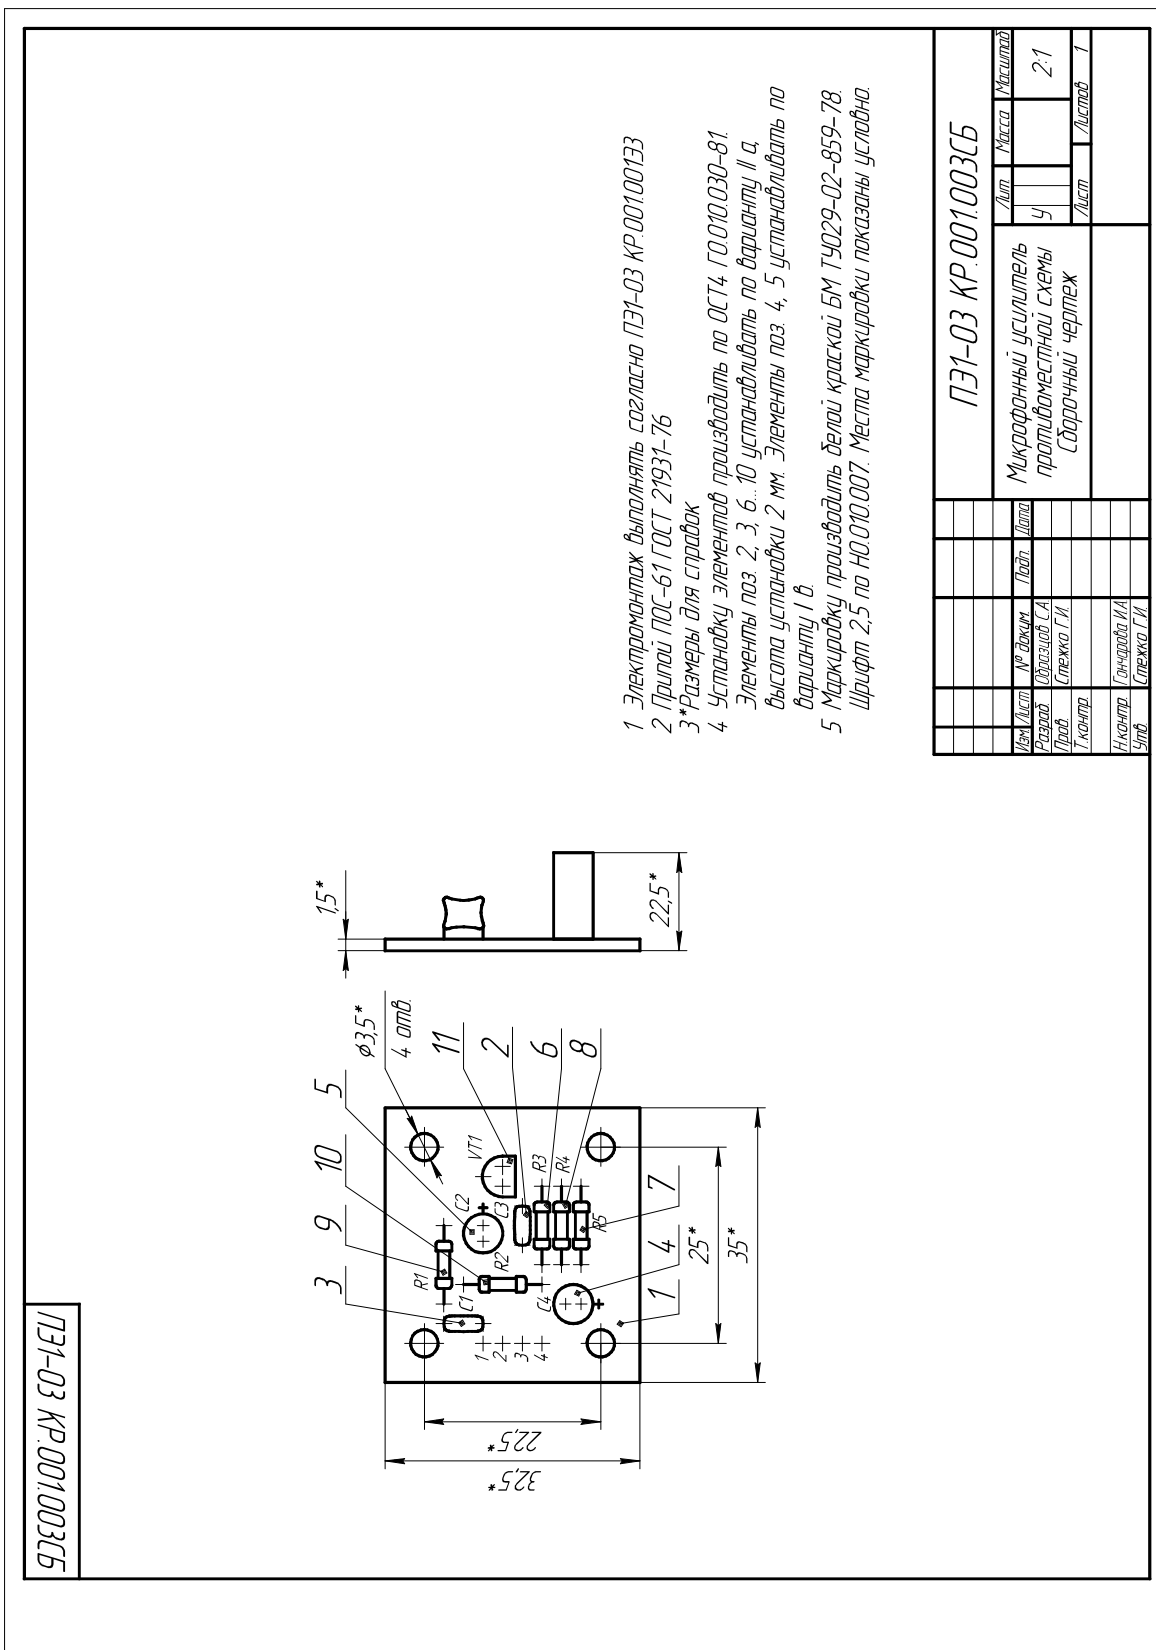 ПЭ1-03 КР.001.003СБ
3
9
10
5
⌀3,5*
4 отв.
11
2
6
8
7
4
1
R1
C1
R2
C2
C3
VT1
R3
R4
R5
C4
+
+
1
2
3
4
25*
35*
22,5*
32,5*
1,5*
22,5*
1 Электромонтаж выполнять согласно ПЭ1-03 КР.001.001ЭЗ
2 Припой ПОС-61 ГОСТ 21931-76
3*Размеры для справок
4 Установку элементов производить по ОСТ4 ГО.010.030-81.
Элементы поз. 2, 3, 6...10 устанавливать по варианту II а,
высота установки 2 мм. Элементы поз. 4, 5 устанавливать по
варианту I в.
5 Маркировку производить белой краской БМ ТУ029-02-859-78.
Шрифт 2,5 по НО.010.007. Места маркировки показаны условно.
ПЭ1-03 КР.001.003СБ
Изм. Лист № докум. Подп. Дата
Разраб. Образцов С.А.
Пров. Стежко Г.И.
Т.контр.
Н.контр. Гончарова И.А.
Утв. Стежко Г.И.
Микрофонный усилитель
противоместной схемы
Сборочный чертеж
Лит. Масса Масштаб
У 2:1
Лист Листов 1